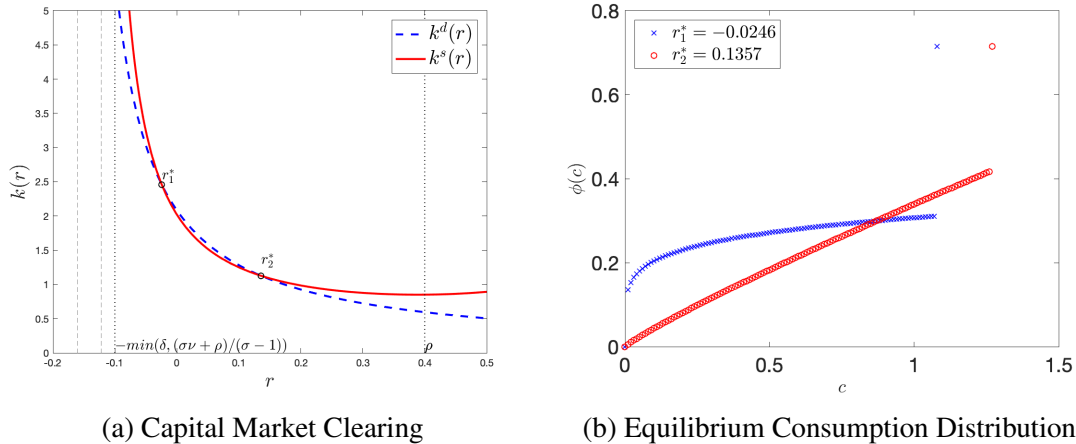 5
4.5
4
3.5
3
2.5
2
1.5
1
0.5
0
k(r)
k^d(r)
k^s(r)
r_1^*
r_2^*
-min(δ, (σν + ρ)/(σ − 1))
ρ
-0.2 -0.1 0 0.1 0.2 0.3 0.4 0.5
r
(a) Capital Market Clearing
0.8
0.6
0.4
0.2
0
ϕ(c)
r_1^* = −0.0246
r_2^* = 0.1357
0 0.5 1 1.5
c
(b) Equilibrium Consumption Distribution